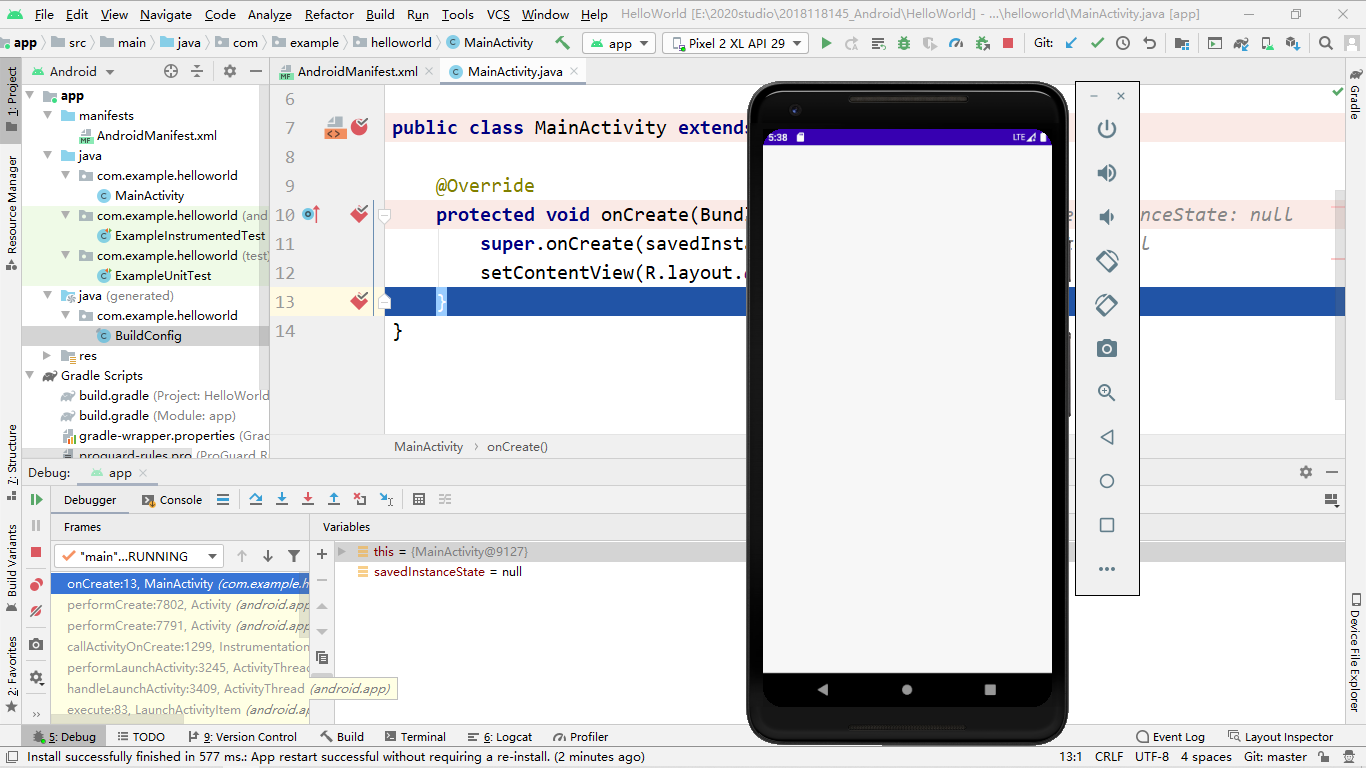 File Edit View Navigate Code Analyze Refactor Build Run Tools VCS Window Help HelloWorld [E:\2020studio\2018118145_Android\HelloWorld] - ...\helloworld\MainActivity.java [app]
app src main java com example helloworld MainActivity app Pixel 2 XL API 29 Git:
Android AndroidManifest.xml MainActivity.java
1: Project
Resource Manager
Z: Structure
Build Variants
2: Favorites
Gradle
Device File Explorer
app
manifests
AndroidManifest.xml
java
com.example.helloworld
MainActivity
com.example.helloworld (and
ExampleInstrumentedTest
com.example.helloworld (test)
ExampleUnitTest
java (generated)
com.example.helloworld
BuildConfig
res
Gradle Scripts
build.gradle (Project: HelloWorld
build.gradle (Module: app)
gradle-wrapper.properties (Grad
proguard-rules.pro (ProGuard R
6
7 public class MainActivity extends
8
9 @Override
10 protected void onCreate(Bund anceState: null
11 super.onCreate(savedInsta
12 setContentView(R.layout.
13 }
14 }
MainActivity onCreate()
5:38 LTE
Debug: app
Debugger Console
Frames Variables
"main"...RUNNING
this = {MainActivity@9127}
savedInstanceState = null
onCreate:13, MainActivity (com.example.h
performCreate:7802, Activity (android.app
performCreate:7791, Activity (android.app
callActivityOnCreate:1299, Instrumentation
performLaunchActivity:3245, ActivityThread
handleLaunchActivity:3409, ActivityThread (android.app)
execute:83, LaunchActivityItem (android.a
5: Debug TODO 9: Version Control Build Terminal 6: Logcat Profiler Event Log Layout Inspector
Install successfully finished in 577 ms.: App restart successful without requiring a re-install. (2 minutes ago) 13:1 CRLF UTF-8 4 spaces Git: master